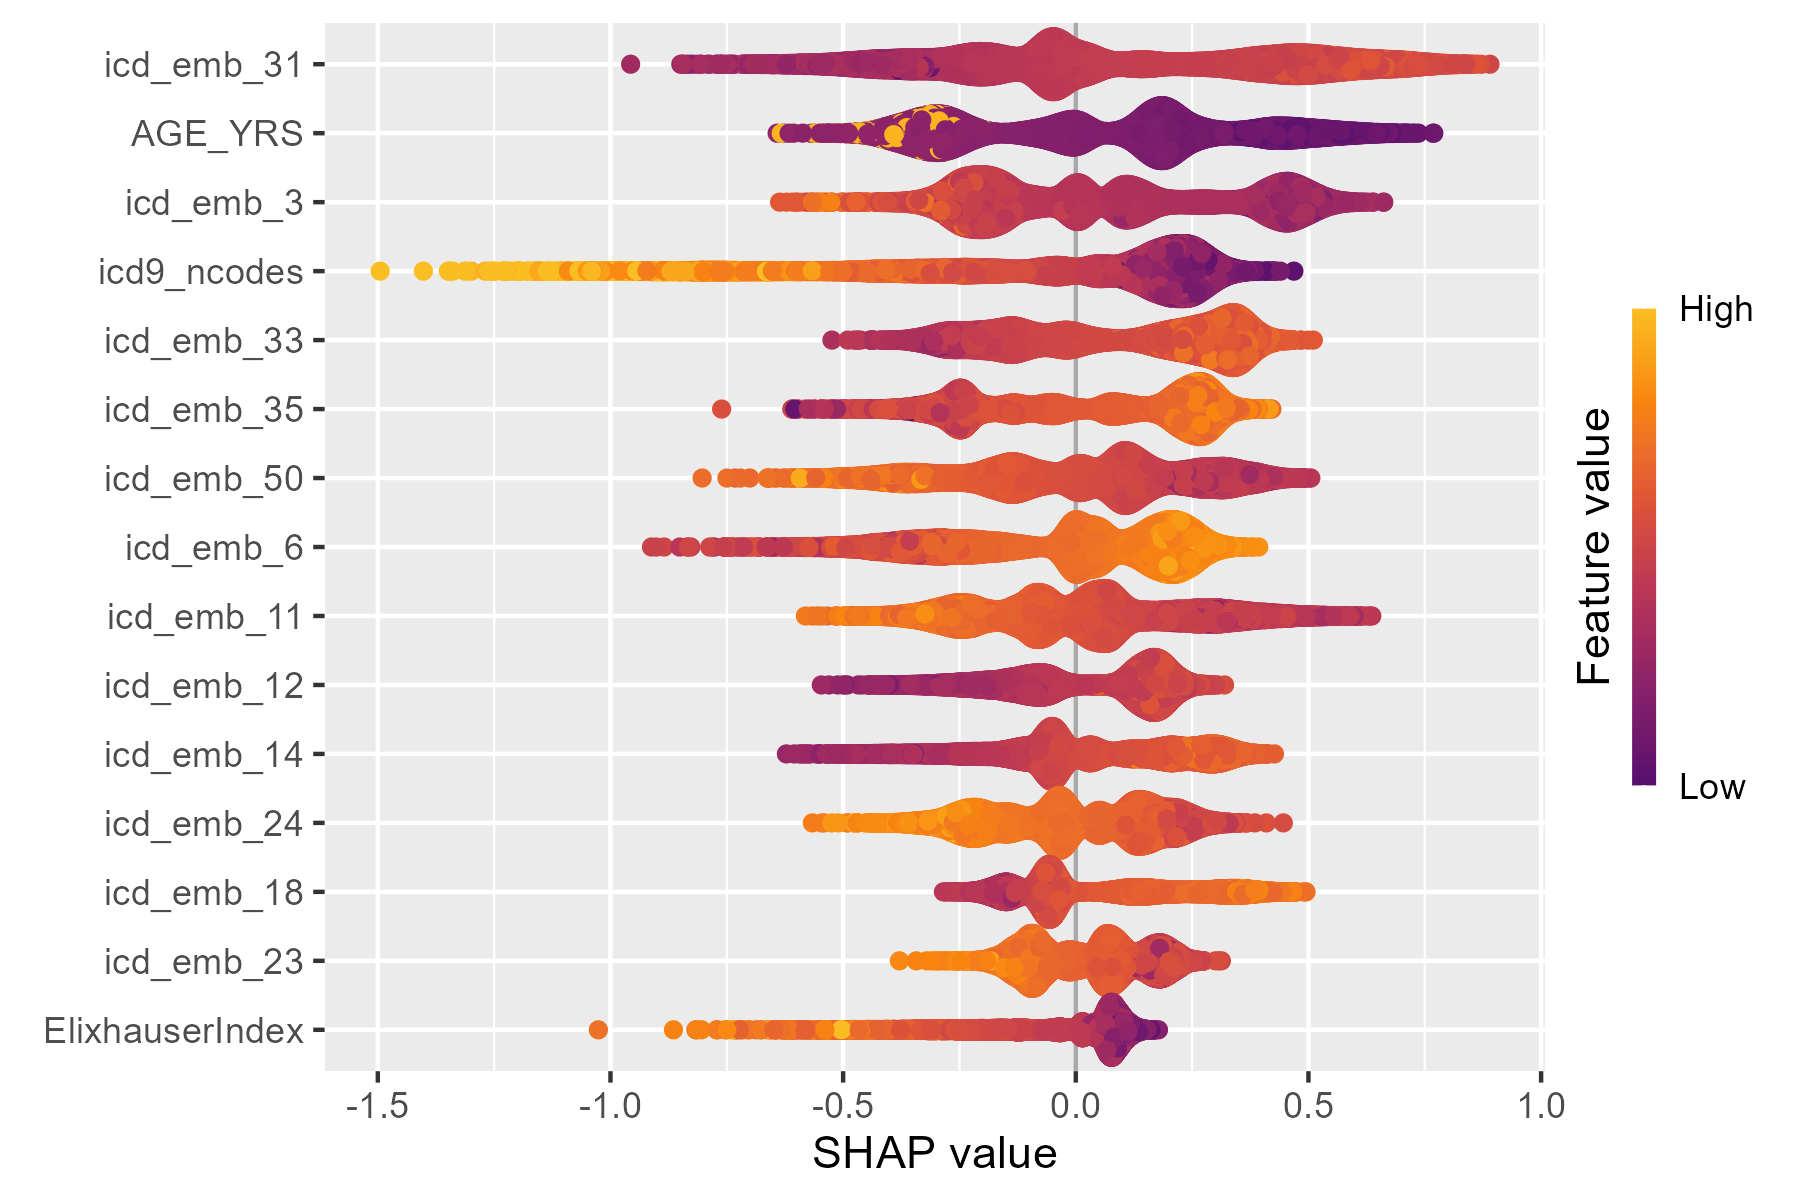 icd_emb_31
AGE_YRS
icd_emb_3
icd9_ncodes
icd_emb_33
icd_emb_35
icd_emb_50
icd_emb_6
icd_emb_11
icd_emb_12
icd_emb_14
icd_emb_24
icd_emb_18
icd_emb_23
ElixhauserIndex
-1.5 -1.0 -0.5 0.0 0.5 1.0
SHAP value
Feature value
High
Low